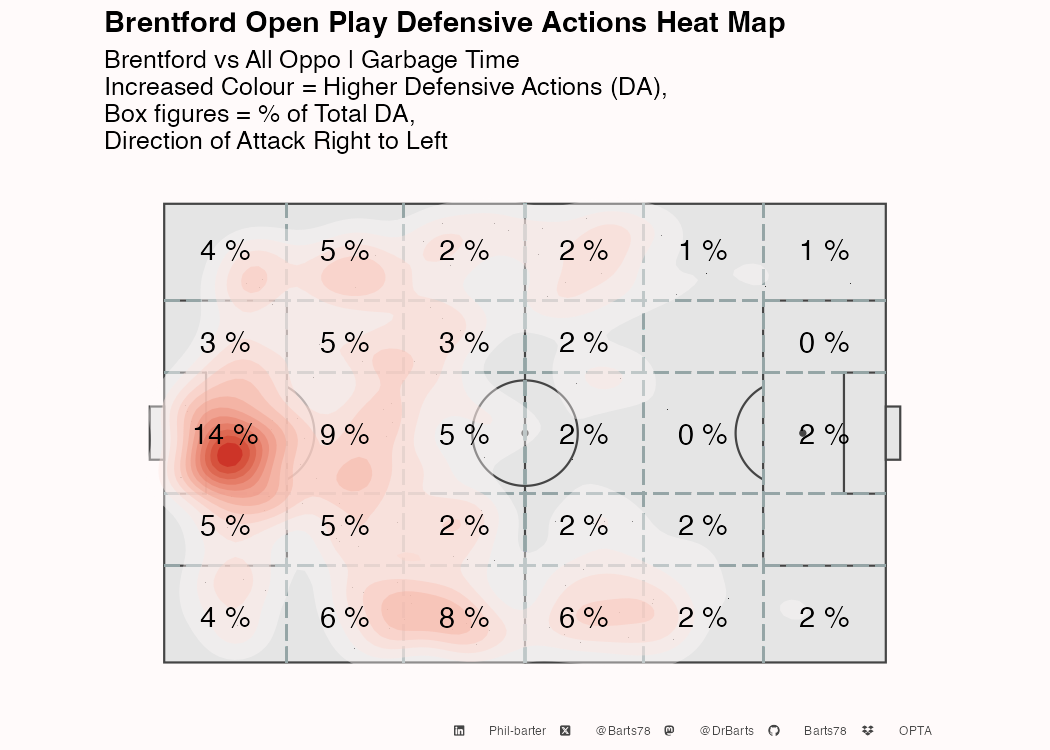 Brentford Open Play Defensive Actions Heat Map
Brentford vs All Oppo | Garbage Time
Increased Colour = Higher Defensive Actions (DA),
Box figures = % of Total DA,
Direction of Attack Right to Left
4 % 5 % 2 % 2 % 1 % 1 %
3 % 5 % 3 % 2 % 0 %
14 % 9 % 5 % 2 % 0 % 2 %
5 % 5 % 2 % 2 % 2 %
4 % 6 % 8 % 6 % 2 % 2 %
Phil-barter @Barts78 @DrBarts Barts78 OPTA